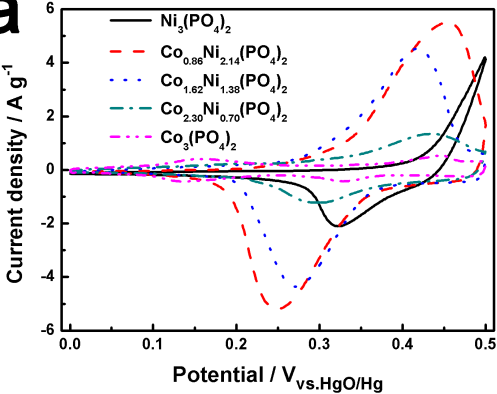 a
Ni3(PO4)2
Co0.86Ni2.14(PO4)2
Co1.62Ni1.38(PO4)2
Co2.30Ni0.70(PO4)2
Co3(PO4)2
Current density / A g-1
6
4
2
0
-2
-4
-6
0.0 0.1 0.2 0.3 0.4 0.5
Potential / Vvs.HgO/Hg